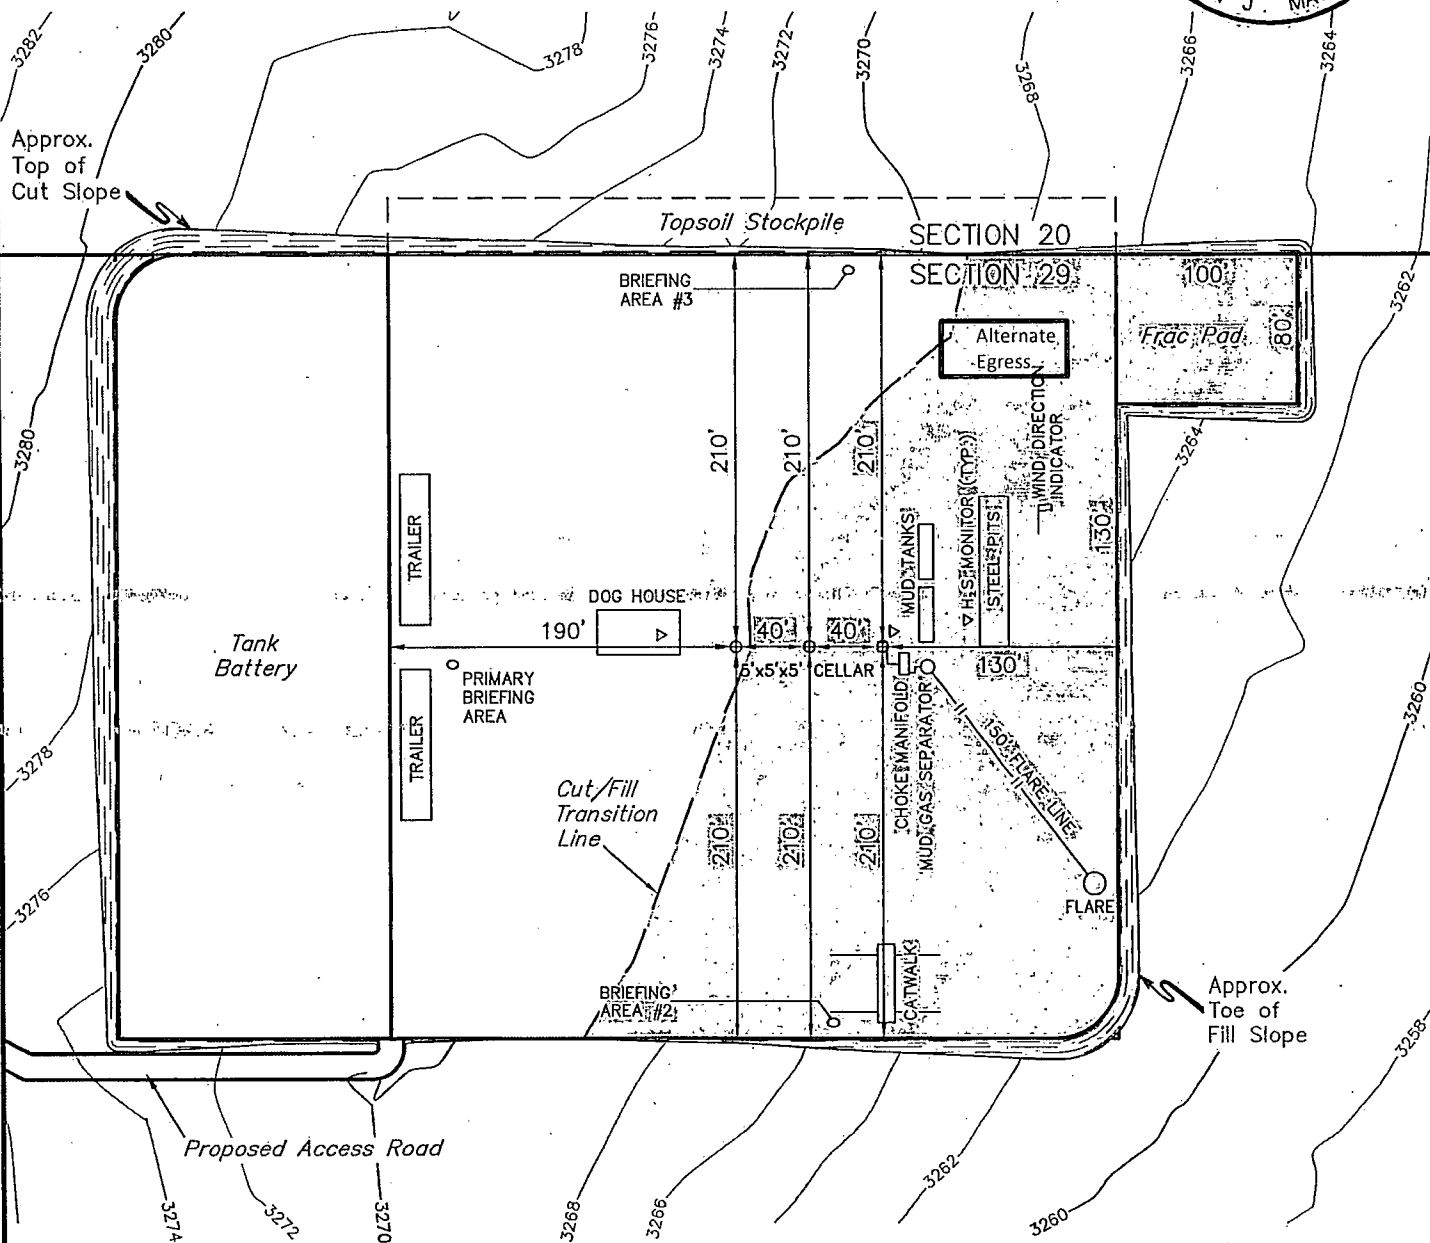 J. MA
3282
3280
3278
3276
3274
3272
3270
3268
3266
3264
Approx.
Top of
Cut Slope
Topsoil Stockpile
SECTION 20
SECTION 29
BRIEFING
AREA #3
100'
3262
Frac Pad
80'
Alternate
Egress
WIND DIRECTION
INDICATOR
3280
210'
210'
210'
3264
TRAILER
MUD TANKS
H2S MONITOR (TYP)
STEEL PITS
130'
DOG HOUSE
190'
40'
40'
Tank
Battery
PRIMARY
BRIEFING
AREA
5'x5'x5' CELLAR
130'
TRAILER
CHOKE MANIFOLD
MUD GAS SEPARATOR
150' FLARE LINE
3260
3278
Cut/Fill
Transition
Line
210'
210'
210'
3276
FLARE
CATWALK
BRIEFING
AREA #2
Approx.
Toe of
Fill Slope
3258
Proposed Access Road
3274
3272
3270
3268
3266
3262
3260